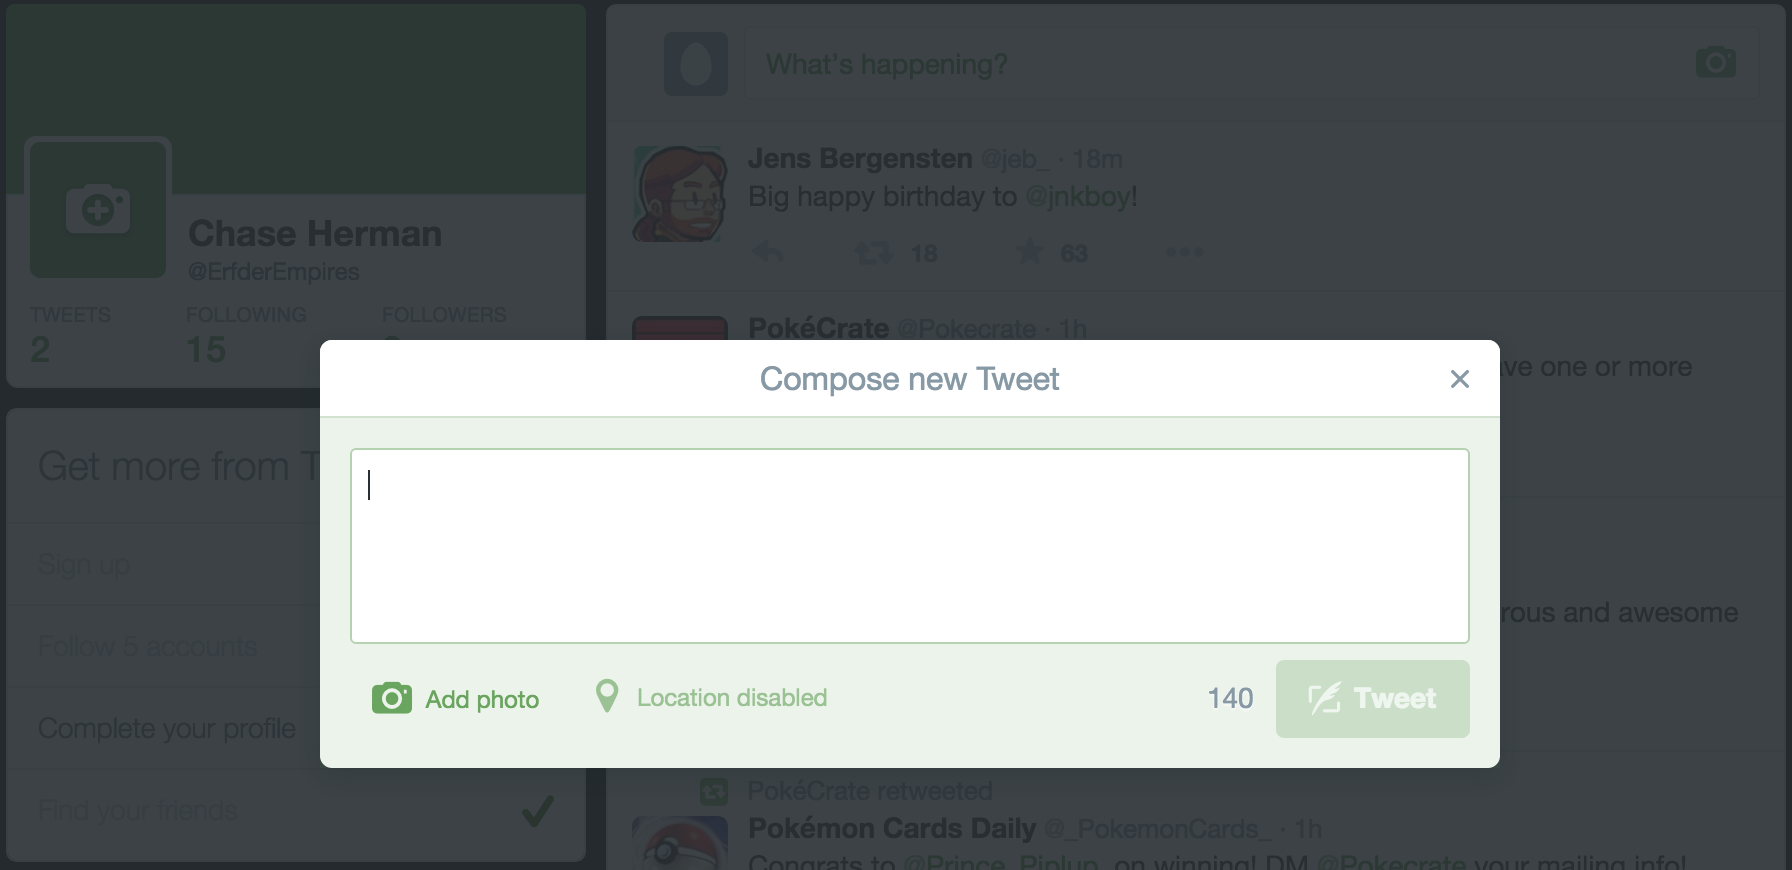 What's happening?
Jens Bergensten @jeb_ · 18m
Big happy birthday to @jnkboy!
18 63
Chase Herman
@ErfderEmpires
TWEETS FOLLOWING FOLLOWERS
2 15
PokéCrate @Pokecrate · 1h
one or more
Compose new Tweet
Get more from
Sign up
Follow 5 accounts
Complete your profile
Find your friends
and awesome
Add photo
Location disabled
140
Tweet
PokéCrate retweeted
Pokémon Cards Daily @_PokemonCards_ · 1h
Congrats to @Prince_Piplup_ on winning! DM @Pokecrate your mailing info!